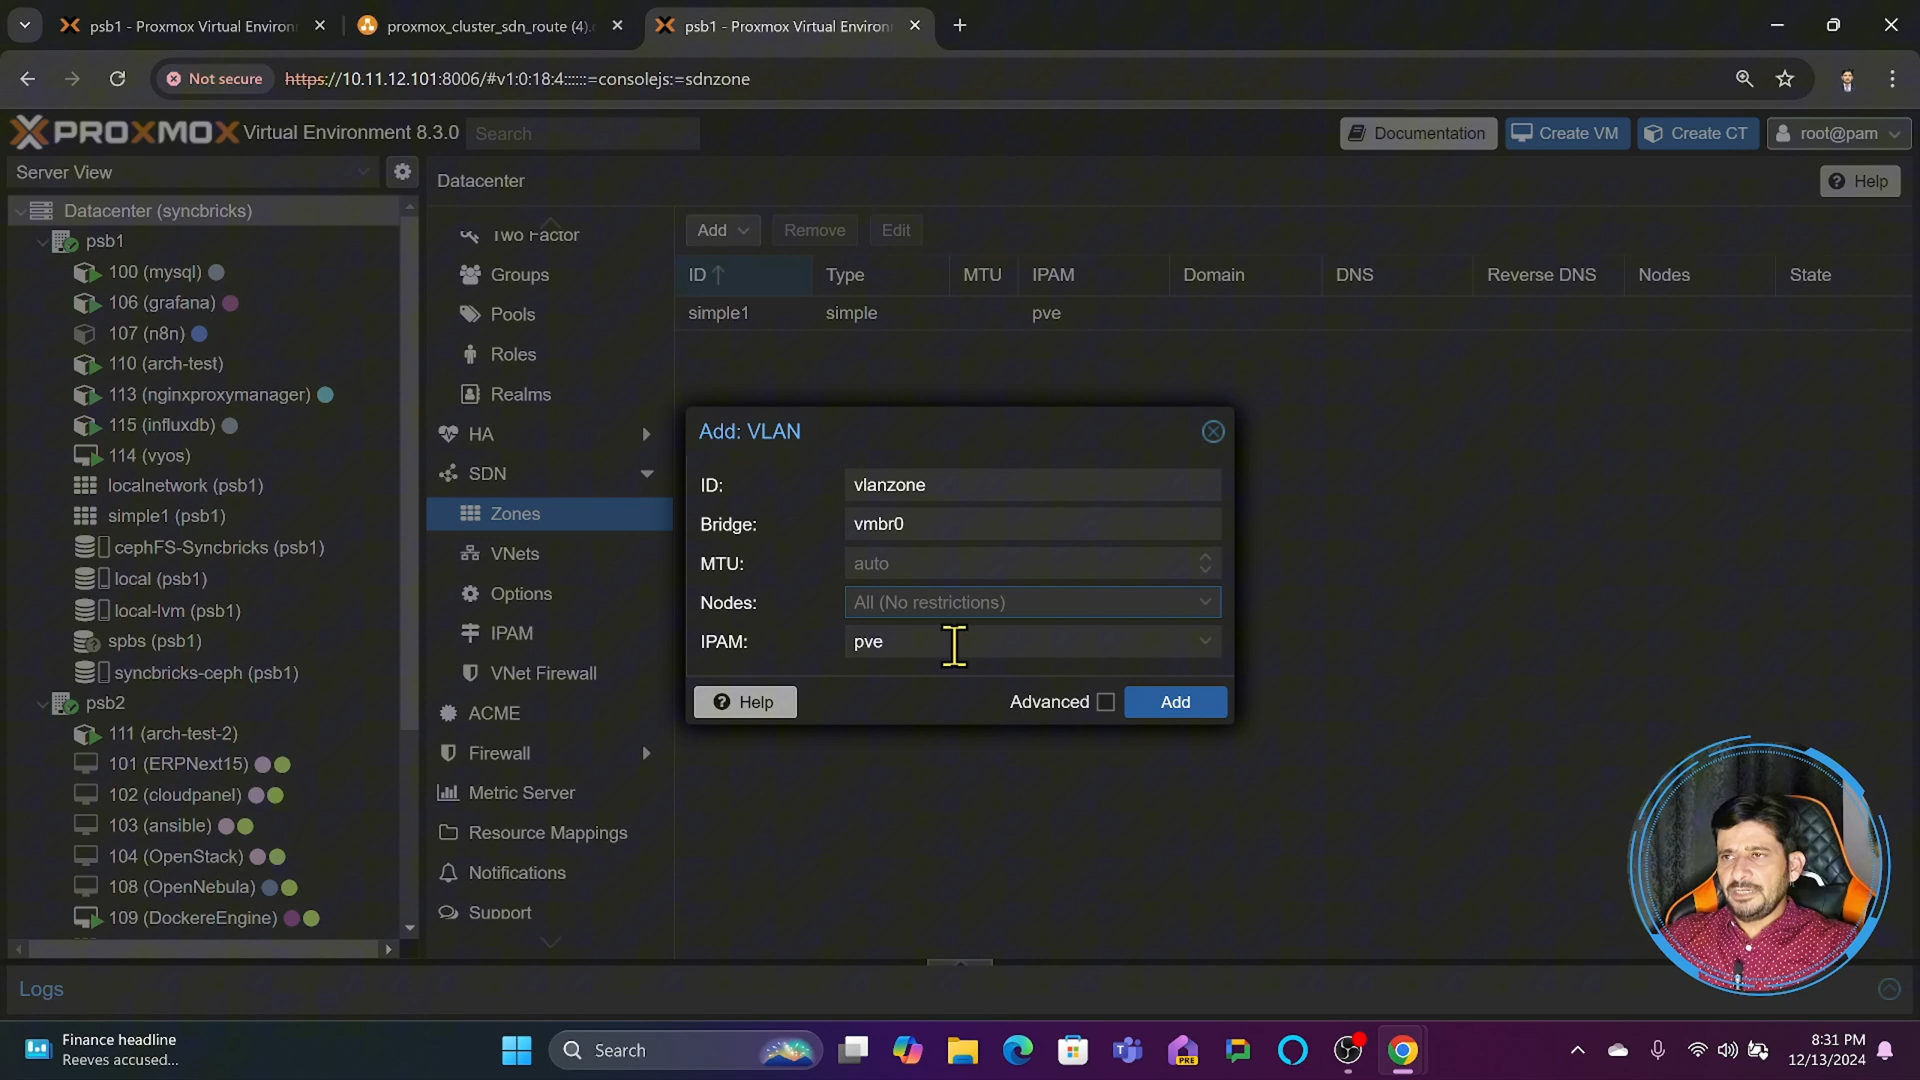 psb1 - Proxmox Virtual Environ
proxmox_cluster_sdn_route (4).
psb1 - Proxmox Virtual Environ
Not secure
https://10.11.12.101:8006/#v1:0:18:4::::::=consolejs:=sdnzone
PROXMOX Virtual Environment 8.3.0
Search
Documentation
Create VM
Create CT
root@pam
Server View
Datacenter
Help
Datacenter (syncbricks)
psb1
100 (mysql)
106 (grafana)
107 (n8n)
110 (arch-test)
113 (nginxproxymanager)
115 (influxdb)
114 (vyos)
localnetwork (psb1)
simple1 (psb1)
cephFS-Syncbricks (psb1)
local (psb1)
local-lvm (psb1)
spbs (psb1)
syncbricks-ceph (psb1)
psb2
111 (arch-test-2)
101 (ERPNext15)
102 (cloudpanel)
103 (ansible)
104 (OpenStack)
108 (OpenNebula)
109 (DockereEngine)
Two Factor
Groups
Pools
Roles
Realms
HA
SDN
Zones
VNets
Options
IPAM
VNet Firewall
ACME
Firewall
Metric Server
Resource Mappings
Notifications
Support
Add
Remove
Edit
ID Type MTU IPAM Domain DNS Reverse DNS Nodes State
simple1 simple pve
Add: VLAN
ID: vlanzone
Bridge: vmbr0
MTU: auto
Nodes: All (No restrictions)
IPAM: pve
Help
Advanced
Add
Logs
Finance headline
Reeves accused...
Search
PRE
8:31 PM
12/13/2024